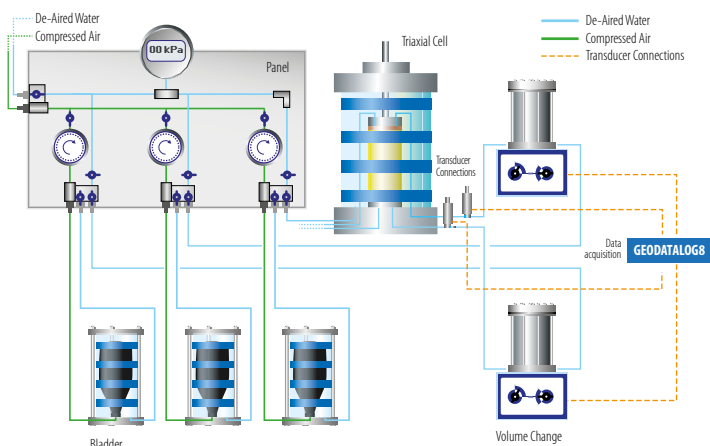 De-Aired Water
Compressed Air
00 kPa
Panel
Triaxial Cell
De-Aired Water
Compressed Air
Transducer Connections
Transducer
Connections
Data
acquisition
GEODATALOG8
Bladder
Volume Change